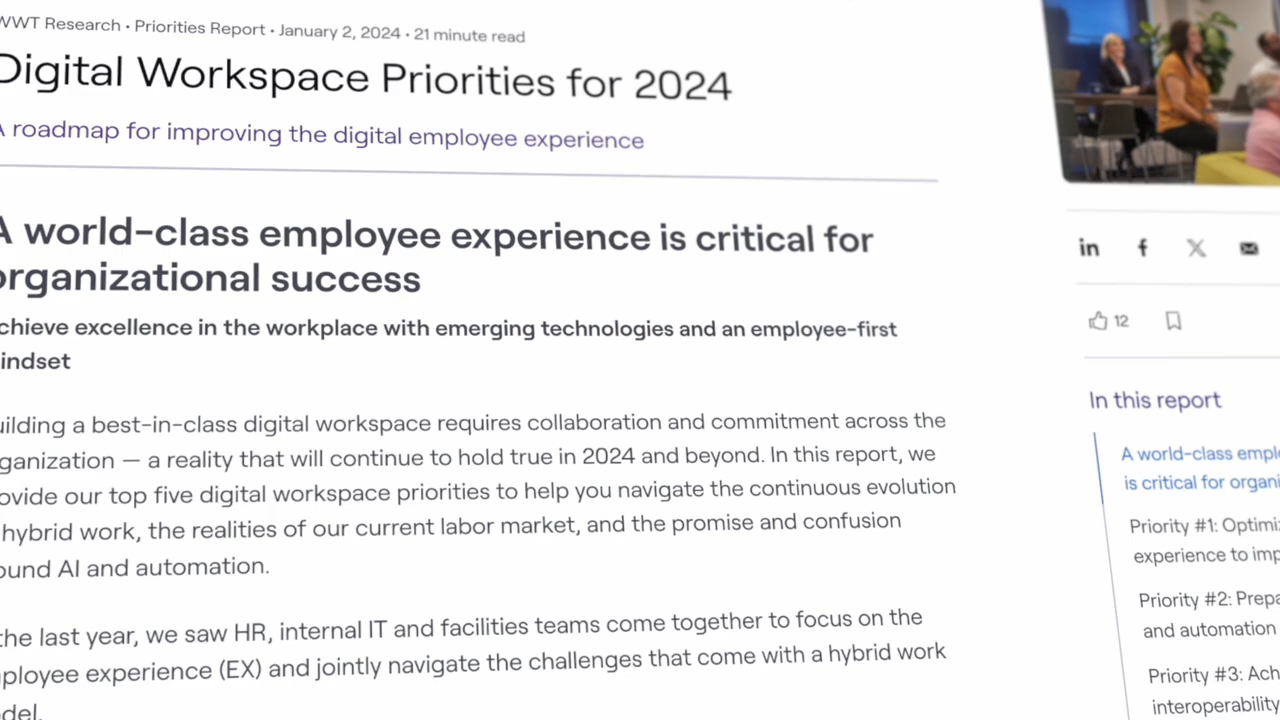 WWT Research • Priorities Report • January 2, 2024 • 21 minute read
Digital Workspace Priorities for 2024
A roadmap for improving the digital employee experience
A world-class employee experience is critical for
organizational success
chieve excellence in the workplace with emerging technologies and an employee-first
indset
uilding a best-in-class digital workspace requires collaboration and commitment across the
ganization — a reality that will continue to hold true in 2024 and beyond. In this report, we
ovide our top five digital workspace priorities to help you navigate the continuous evolution
hybrid work, the realities of our current labor market, and the promise and confusion
ound AI and automation.
the last year, we saw HR, internal IT and facilities teams come together to focus on the
ployee experience (EX) and jointly navigate the challenges that come with a hybrid work
odel.
in f X
12
In this report
A world-class emplo
is critical for organi
Priority #1: Optimiz
experience to imp
Priority #2: Prepa
and automation
Priority #3: Ach
interoperability